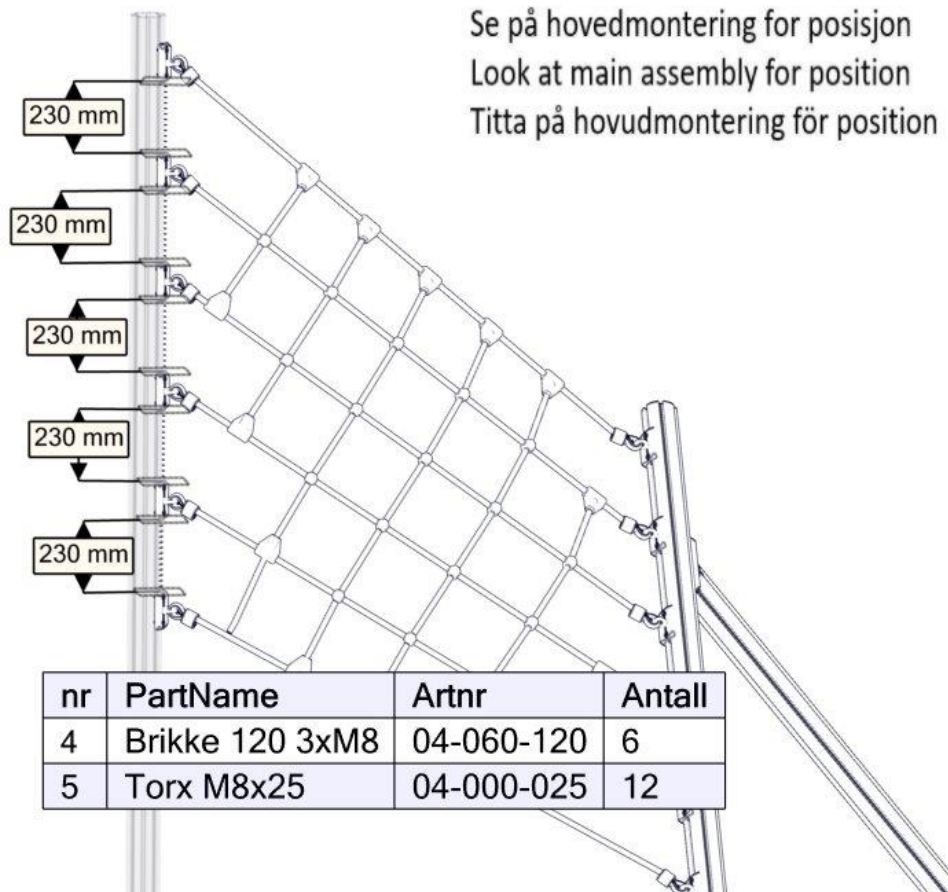 Se på hovedmontering for posisjon
Look at main assembly for position
Titta på hovudmontering för position
230 mm
230 mm
230 mm
230 mm
230 mm
nr PartName Artnr Antall
4 Brikke 120 3xM8 04-060-120 6
5 Torx M8x25 04-000-025 12